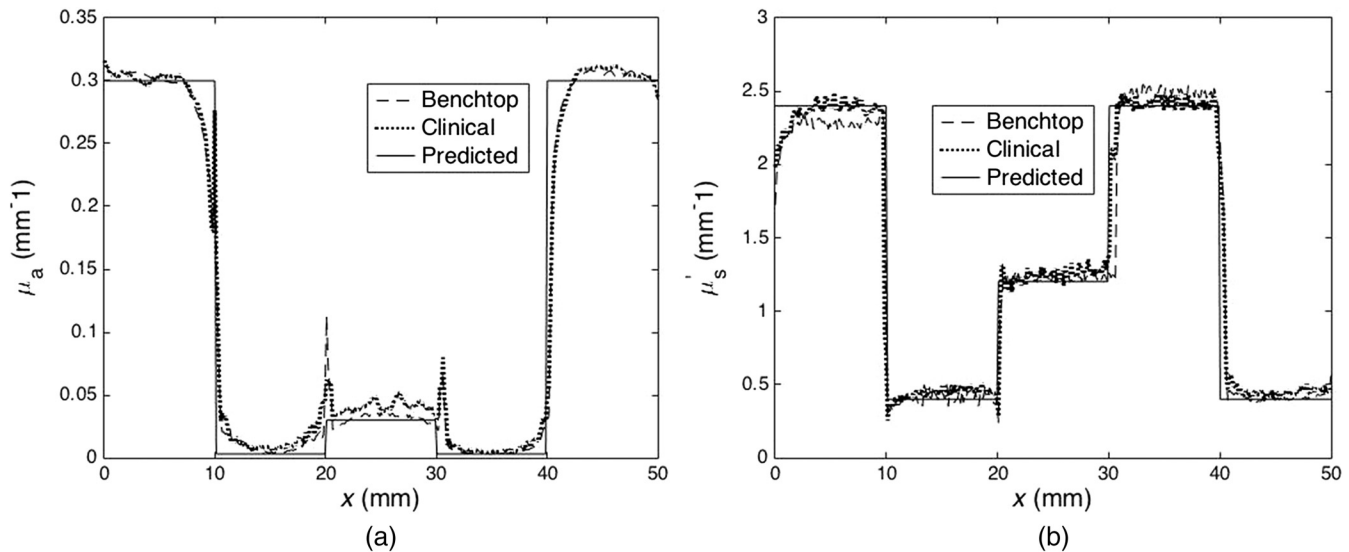 0.35
0.3
0.25
0.2
0.15
0.1
0.05
0
0 10 20 30 40 50
μa (mm-1)
x (mm)
Benchtop
Clinical
Predicted
(a)
3
2.5
2
1.5
1
0.5
0
0 10 20 30 40 50
μ's (mm-1)
x (mm)
Benchtop
Clinical
Predicted
(b)